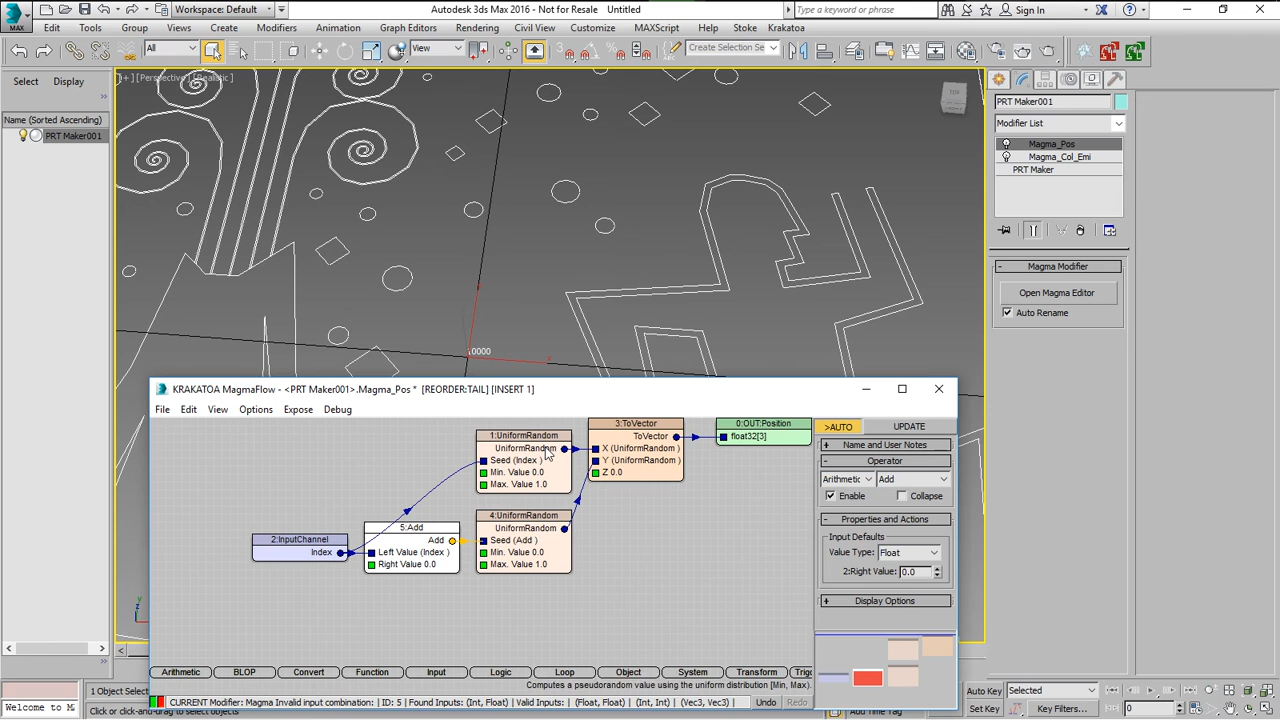 MAX
Workspace: Default
Autodesk 3ds Max 2016 - Not for Resale   Untitled
Type a keyword or phrase
Sign In
Edit Tools Group Views Create Modifiers Animation Graph Editors Rendering Civil View Customize MAXScript Help Stoke Krakatoa
All
View
Create Selection Se
Select Display
[+] [Perspective] [Realistic]
TOP
Name (Sorted Ascending)
PRT Maker001
PRT Maker001
Modifier List
Magma_Pos
Magma_Col_Emi
PRT Maker
Magma Modifier
Open Magma Editor
Auto Rename
x
KRAKATOA MagmaFlow - <PRT Maker001>.Magma_Pos * [REORDER:TAIL] [INSERT 1]
File Edit View Options Expose Debug
1:UniformRandom
UniformRandom
Seed (Index )
Min. Value 0.0
Max. Value 1.0
3:ToVector
ToVector
X (UniformRandom )
Y (UniformRandom )
Z 0.0
0:OUT:Position
float32[3]
4:UniformRandom
UniformRandom
Seed (Add )
Min. Value 0.0
Max. Value 1.0
5:Add
Add
Left Value (Index )
Right Value 0.0
2:InputChannel
Index
>AUTO UPDATE
Name and User Notes
Operator
Arithmetic Add
Enable Collapse
Properties and Actions
Input Defaults
Value Type: Float
2:Right Value: 0.0
Display Options
Arithmetic BLOP Convert Function Input Logic Loop Object System Transform Trig
Computes a pseudorandom value using the uniform distribution [Min, Max).
CURRENT Modifier: Magma Invalid input combination: | ID: 5 | Found Inputs: (Int, Float) | Valid Inputs: | (Float, Float) | (Int, Int) | (Vec3, Vec3) |
Undo Redo
Welcome to M
1 Object Selected
Click or click-and-drag to select objects
Add Time Tag
Auto Key Selected
Set Key Key Filters...